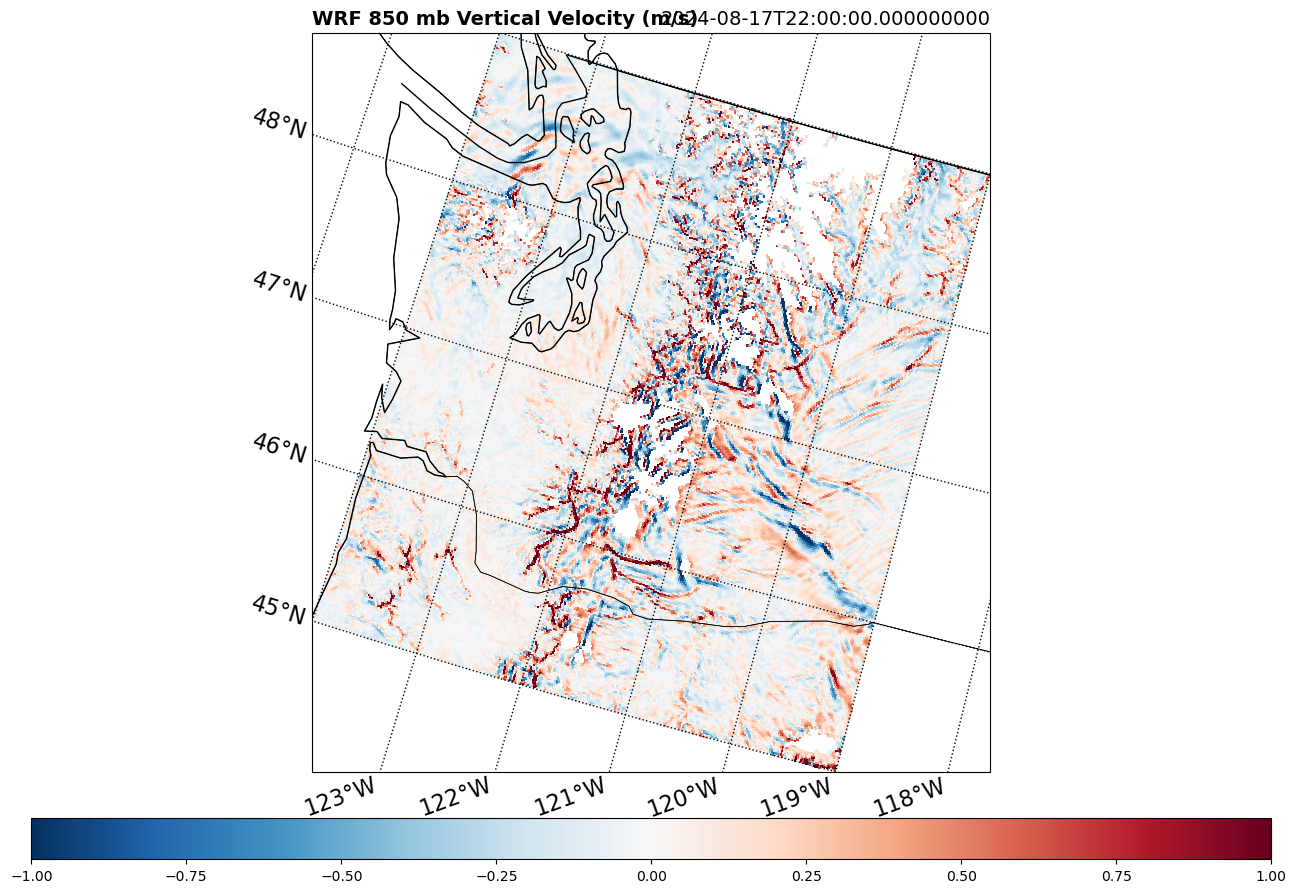 WRF 850 mb Vertical Velocity (m/s)
2024-08-17T22:00:00.000000000
48°N
47°N
46°N
45°N
123°W 122°W 121°W 120°W 119°W 118°W
−1.00 −0.75 −0.50 −0.25 0.00 0.25 0.50 0.75 1.00